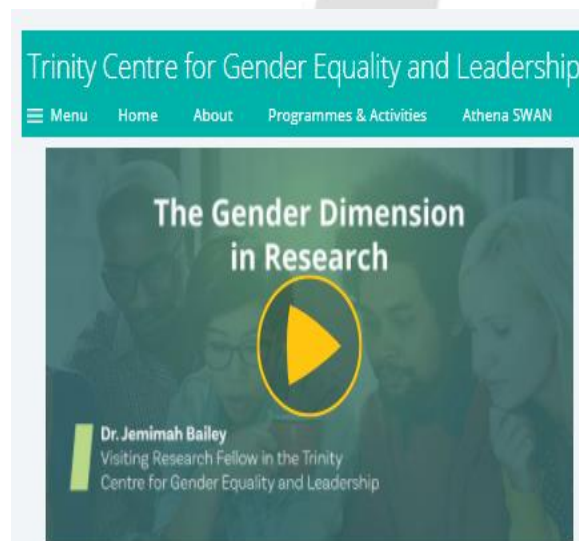 Trinity Centre for Gender Equality and Leadership
Menu Home About Programmes & Activities Athena SWAN
The Gender Dimension
in Research
Dr. Jemimah Bailey
Visiting Research Fellow in the Trinity
Centre for Gender Equality and Leadership